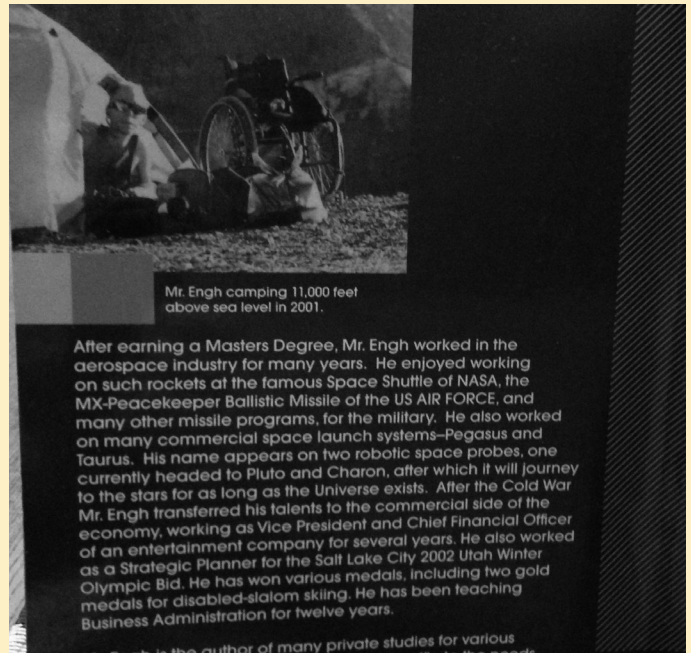 Mr. Engh camping 11,000 feet
above sea level in 2001.
After earning a Masters Degree, Mr. Engh worked in the
aerospace industry for many years. He enjoyed working
on such rockets at the famous Space Shuttle of NASA, the
MX-Peacekeeper Ballistic Missile of the US AIR FORCE, and
many other missile programs, for the military. He also worked
on many commercial space launch systems–Pegasus and
Taurus. His name appears on two robotic space probes, one
currently headed to Pluto and Charon, after which it will journey
to the stars for as long as the Universe exists. After the Cold War
Mr. Engh transferred his talents to the commercial side of the
economy, working as Vice President and Chief Financial Officer
of an entertainment company for several years. He also worked
as a Strategic Planner for the Salt Lake City 2002 Utah Winter
Olympic Bid. He has won various medals, including two gold
medals for disabled-slalom skiing. He has been teaching
Business Administration for twelve years.
is the author of many private studies for various